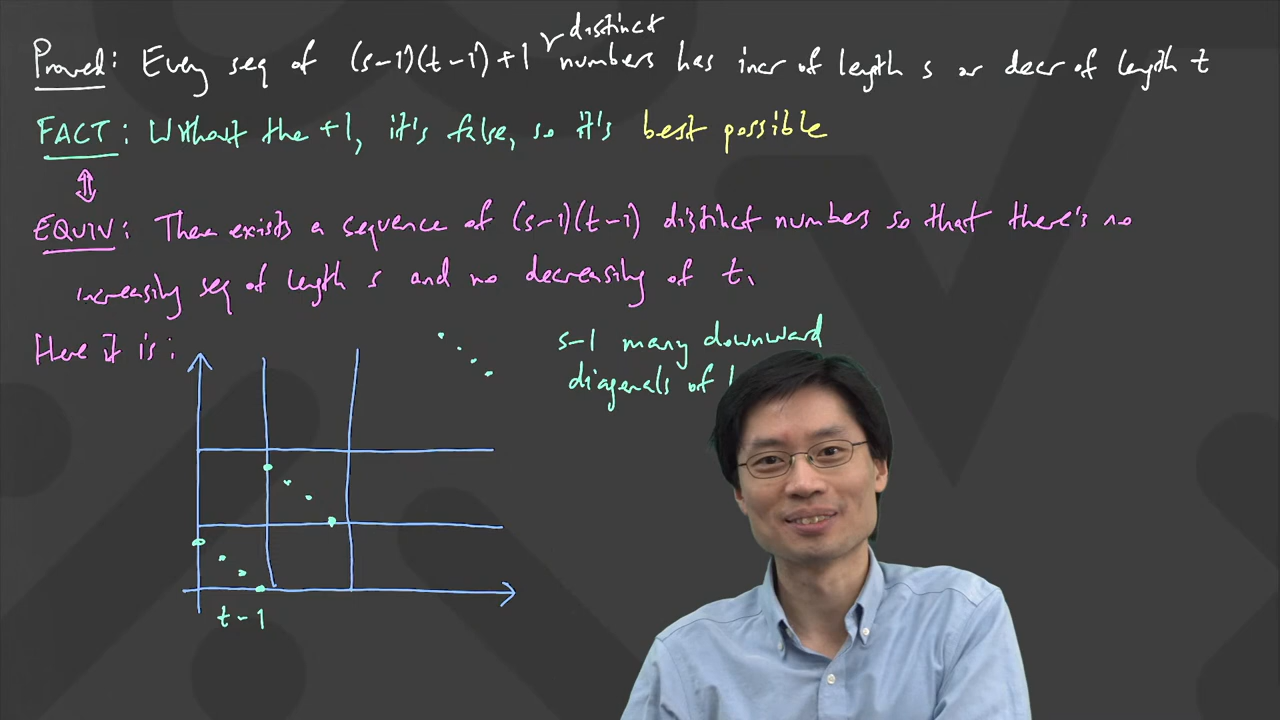 distinct
Proved: Every seq of (s-1)(t-1)+1 numbers has incr of length s or decr of length t
FACT: Without the +1, it's false, so it's best possible
⇕
EQUIV: There exists a sequence of (s-1)(t-1) distinct numbers so that there's no
increasing seq of length s and no decreasing of t.
Here it is:
s-1 many downward
diagonals of
t-1